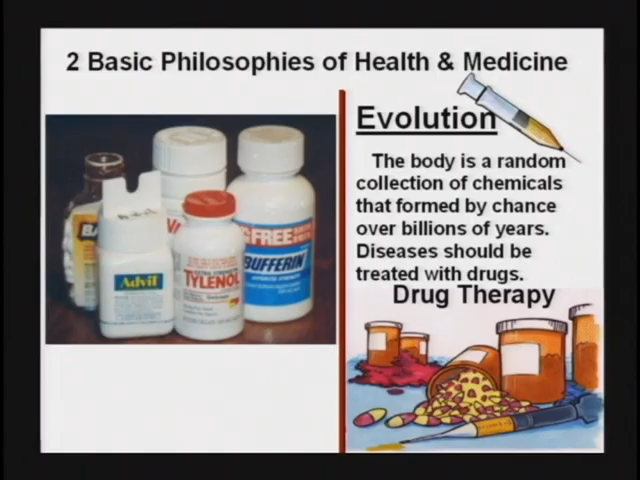 2 Basic Philosophies of Health & Medicine
Evolution
The body is a random
collection of chemicals
that formed by chance
over billions of years.
Diseases should be
treated with drugs.
Drug Therapy
Advil
TYLENOL
FREE
BUFFERIN